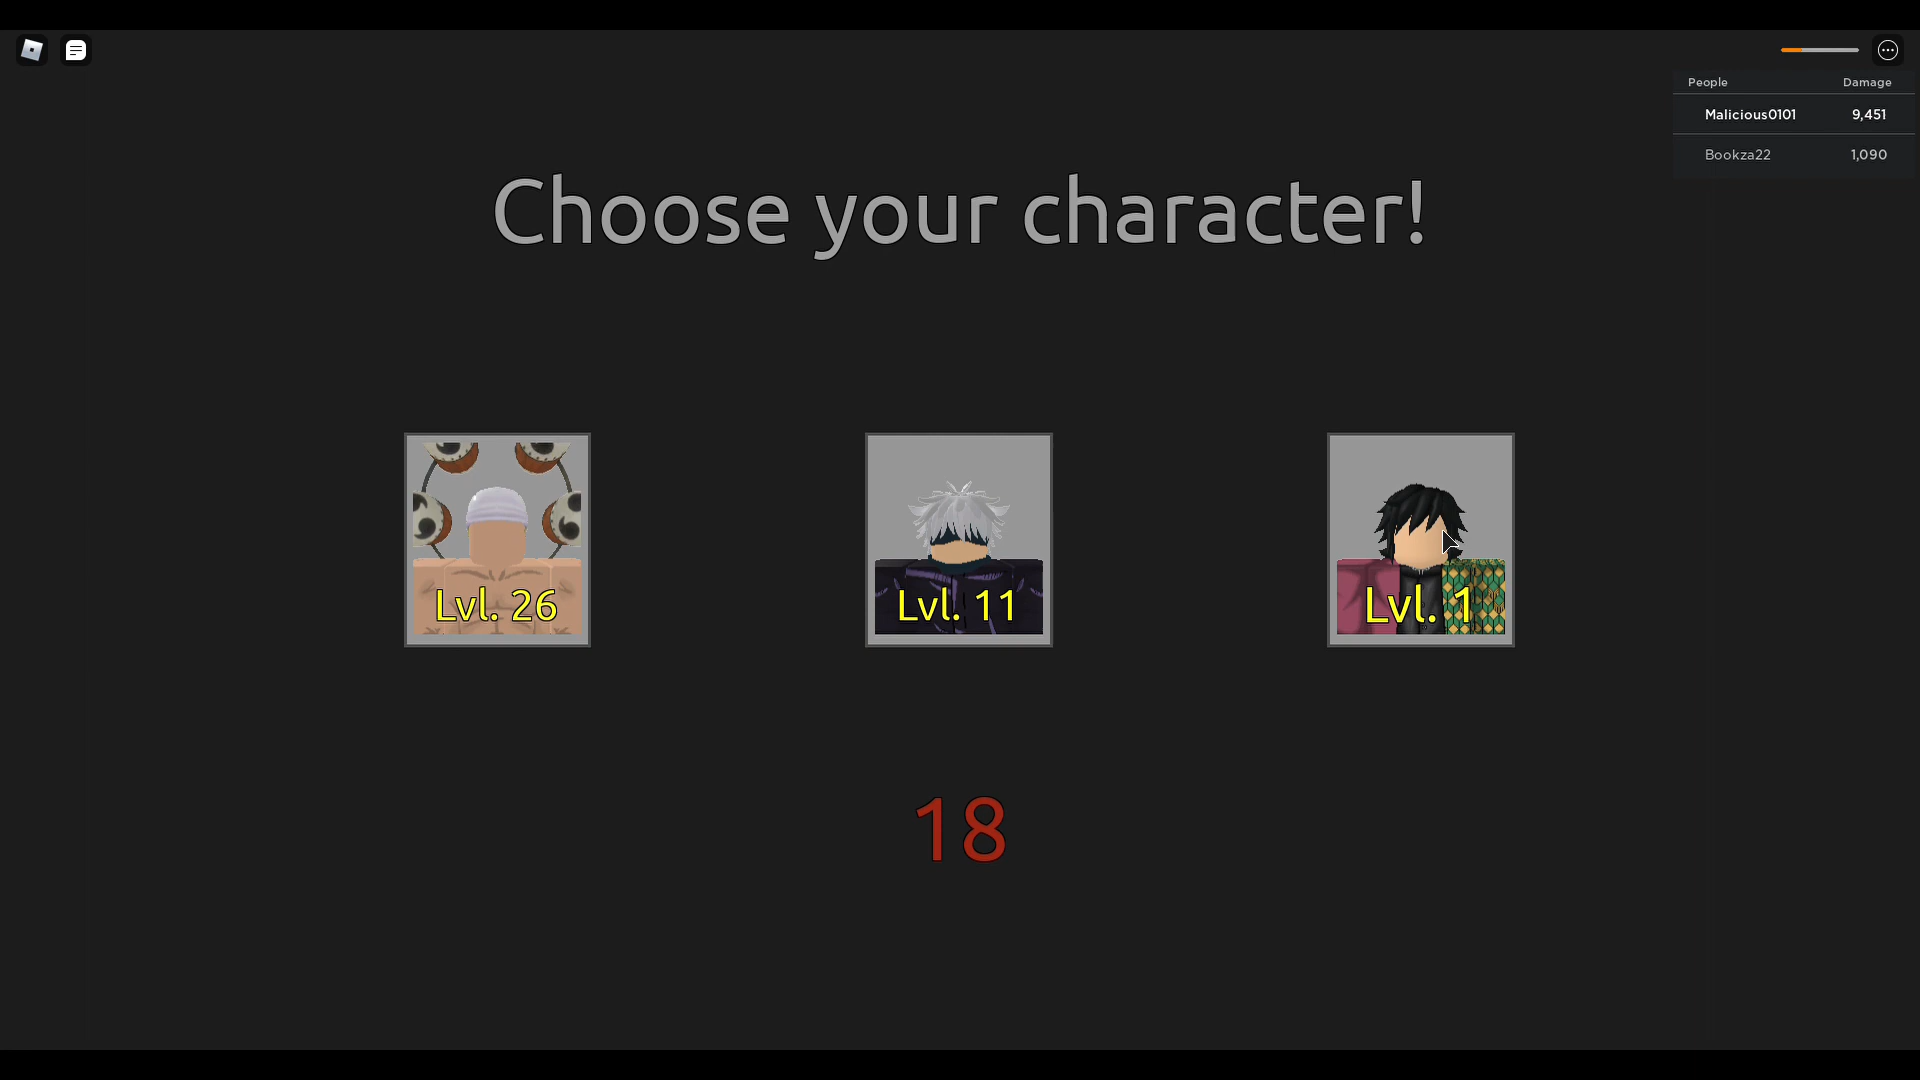 People Damage
Malicious0101 9,451
Bookza22 1,090
Choose your character!
Lvl. 26
Lvl. 11
Lvl. 1
18